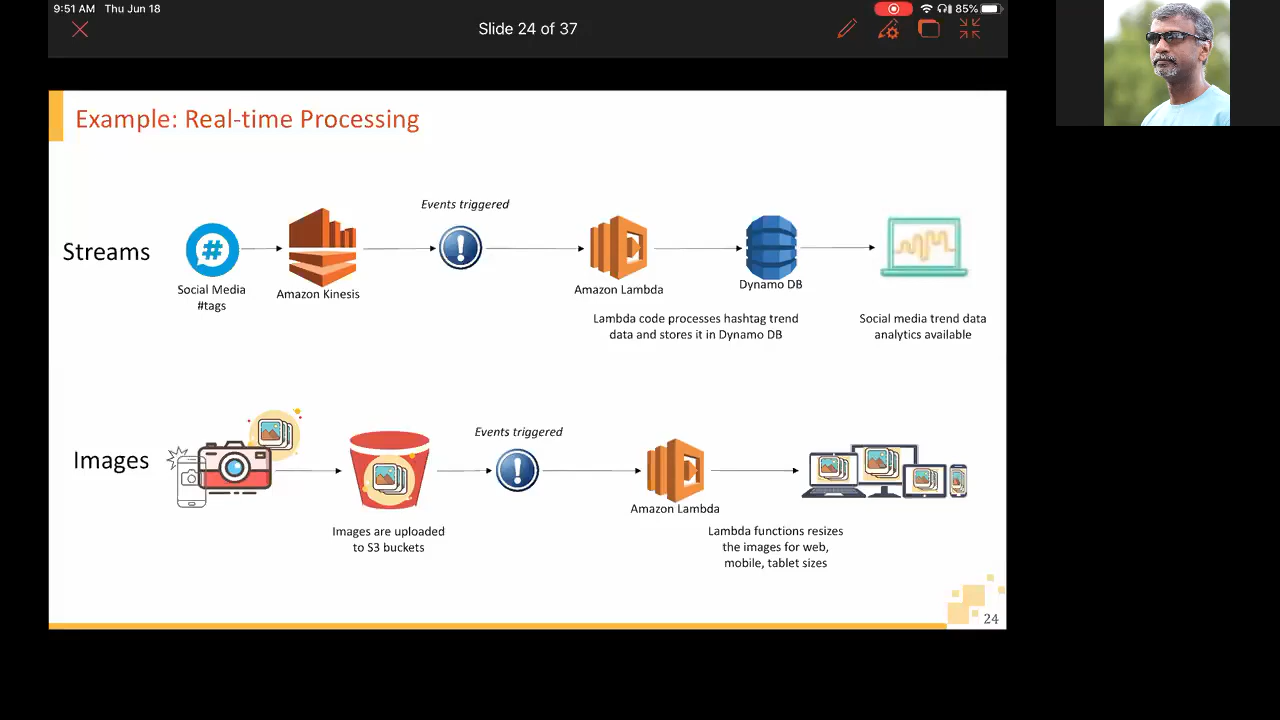 9:51 AM Thu Jun 18
85%
Slide 24 of 37
Example: Real-time Processing
Events triggered
Streams
#
Social Media
#tags
Amazon Kinesis
Amazon Lambda
Dynamo DB
Lambda code processes hashtag trend
data and stores it in Dynamo DB
Social media trend data
analytics available
Events triggered
Images
Amazon Lambda
Images are uploaded
to S3 buckets
Lambda functions resizes
the images for web,
mobile, tablet sizes
24